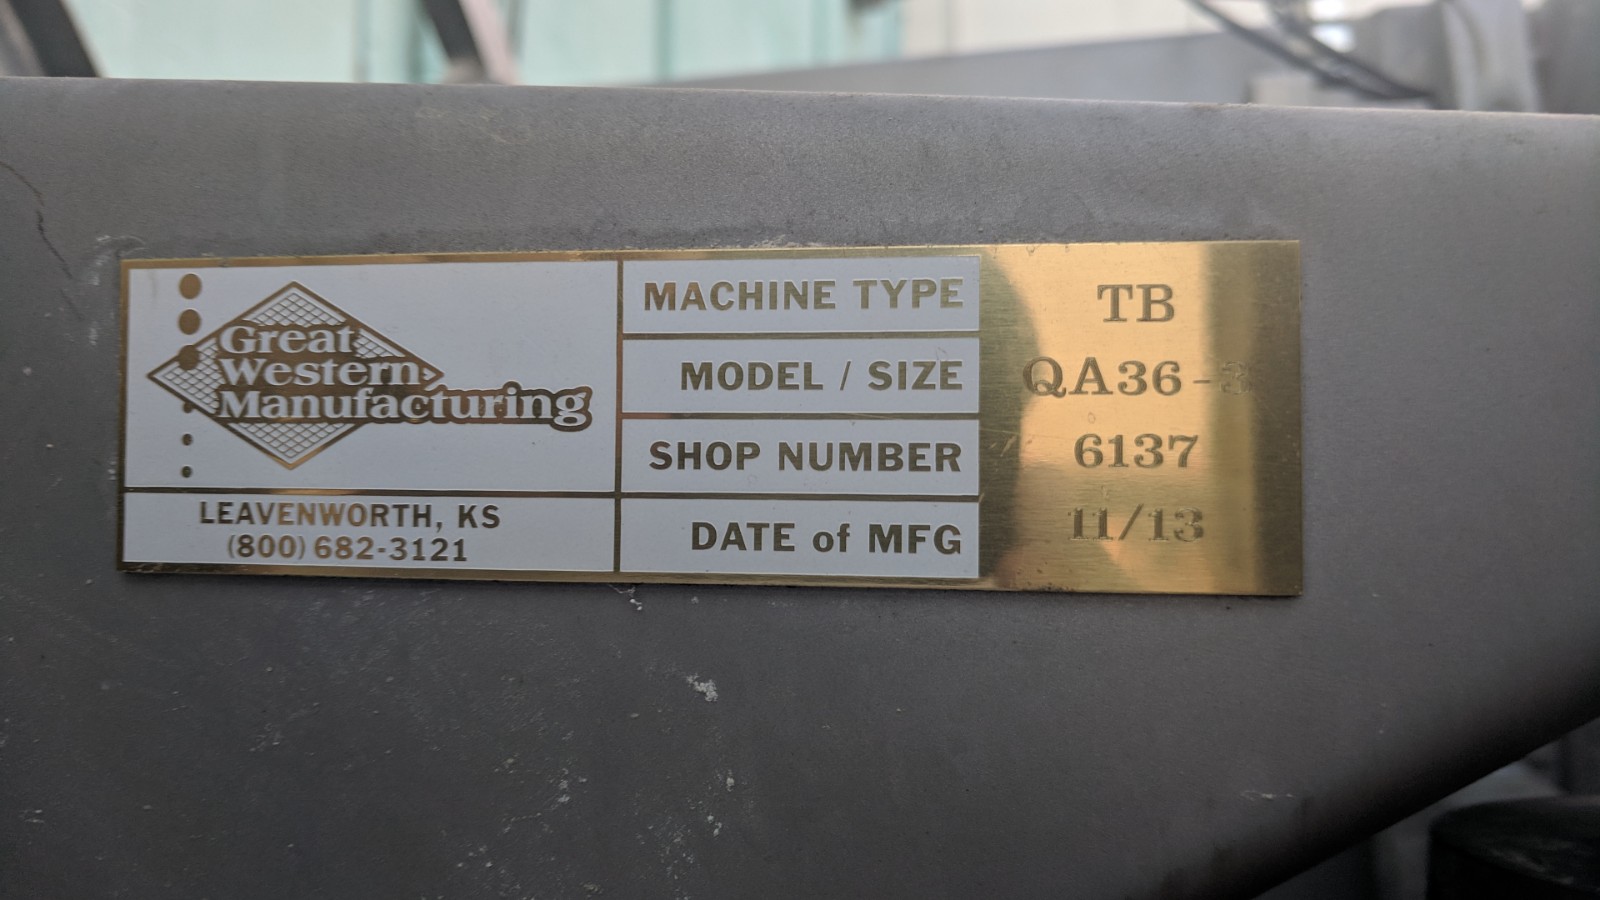 Great
Western
Manufacturing
LEAVENWORTH, KS
(800) 682-3121
MACHINE TYPE TB
MODEL / SIZE QA36-3
SHOP NUMBER 6137
DATE of MFG 11/13